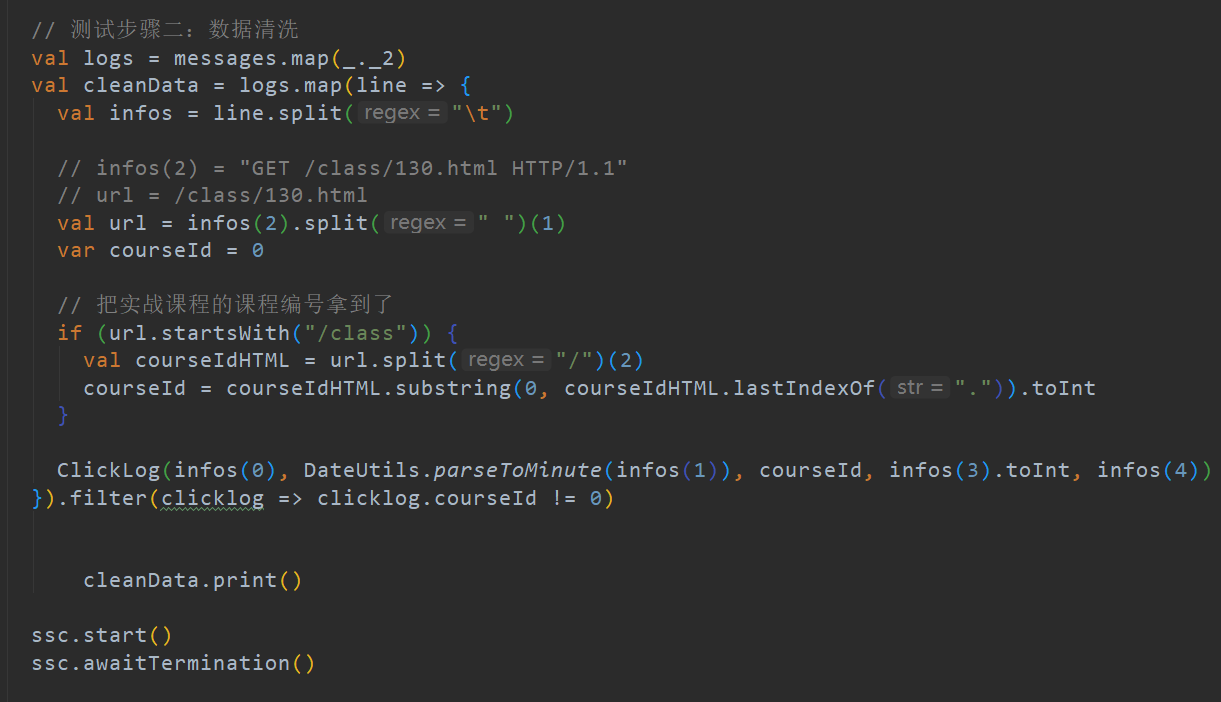 // 测试步骤二：数据清洗
val logs = messages.map(_._2)
val cleanData = logs.map(line => {
  val infos = line.split( regex = "\t")
  // infos(2) = "GET /class/130.html HTTP/1.1"
  // url = /class/130.html
  val url = infos(2).split( regex = " ")(1)
  var courseId = 0
  // 把实战课程的课程编号拿到了
  if (url.startsWith("/class")) {
    val courseIdHTML = url.split( regex = "/")(2)
    courseId = courseIdHTML.substring(0, courseIdHTML.lastIndexOf( str = ".")).toInt
  }
  ClickLog(infos(0), DateUtils.parseToMinute(infos(1)), courseId, infos(3).toInt, infos(4))
}).filter(clicklog => clicklog.courseId != 0)
    cleanData.print()
ssc.start()
ssc.awaitTermination()